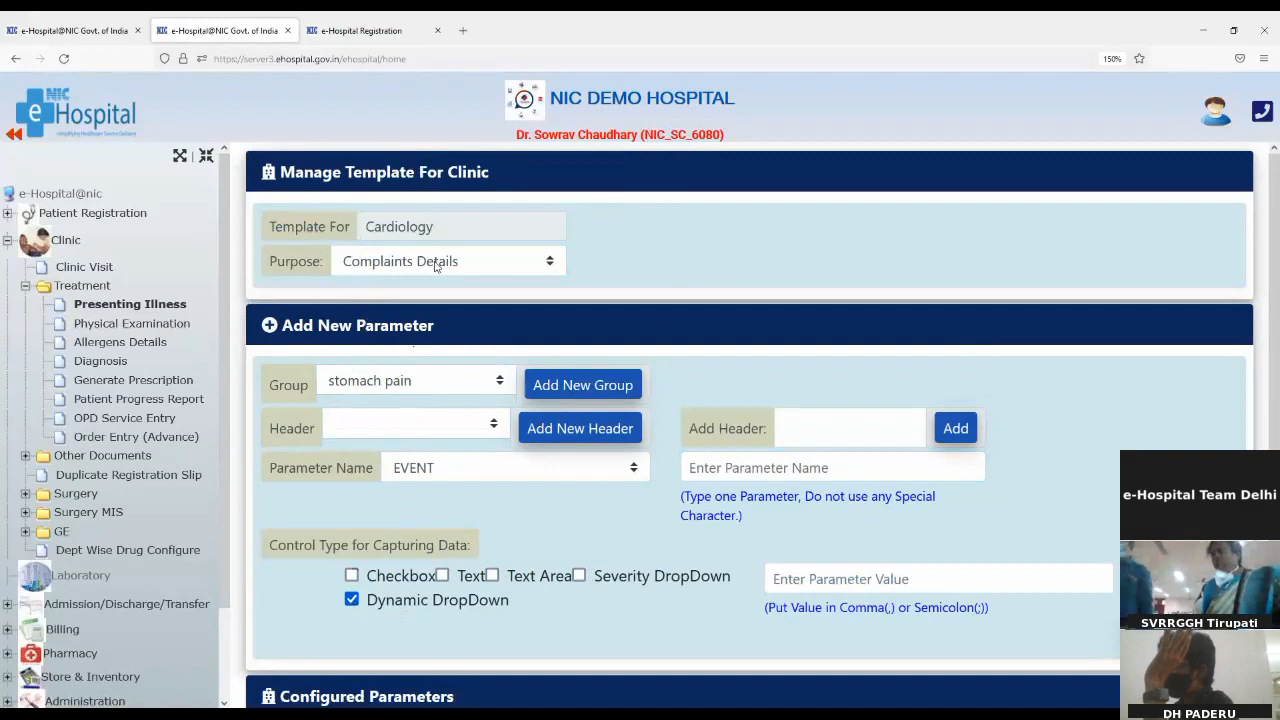 NIC e-Hospital@NIC Govt. of India
NIC e-Hospital@NIC Govt. of India
NIC e-Hospital Registration
https://server3.ehospital.gov.in/ehospital/home
150%
NIC
eHospital
NIC DEMO HOSPITAL
Dr. Sowrav Chaudhary (NIC_SC_6080)
e-Hospital@nic
Patient Registration
Clinic
Clinic Visit
Treatment
Presenting Illness
Physical Examination
Allergens Details
Diagnosis
Generate Prescription
Patient Progress Report
OPD Service Entry
Order Entry (Advance)
Other Documents
Duplicate Registration Slip
Surgery
Surgery MIS
GE
Dept Wise Drug Configure
Laboratory
Admission/Discharge/Transfer
Billing
Pharmacy
Store & Inventory
Administration
Manage Template For Clinic
Template For Cardiology
Purpose: Complaints Details
Add New Parameter
Group stomach pain Add New Group
Header Add New Header Add Header: Add
Parameter Name EVENT Enter Parameter Name
(Type one Parameter, Do not use any Special
Character.)
Control Type for Capturing Data:
Checkbox Text Text Area Severity DropDown Enter Parameter Value
Dynamic DropDown (Put Value in Comma(,) or Semicolon(;))
Configured Parameters
e-Hospital Team Delhi
SVRRGGH Tirupati
DH PADERU